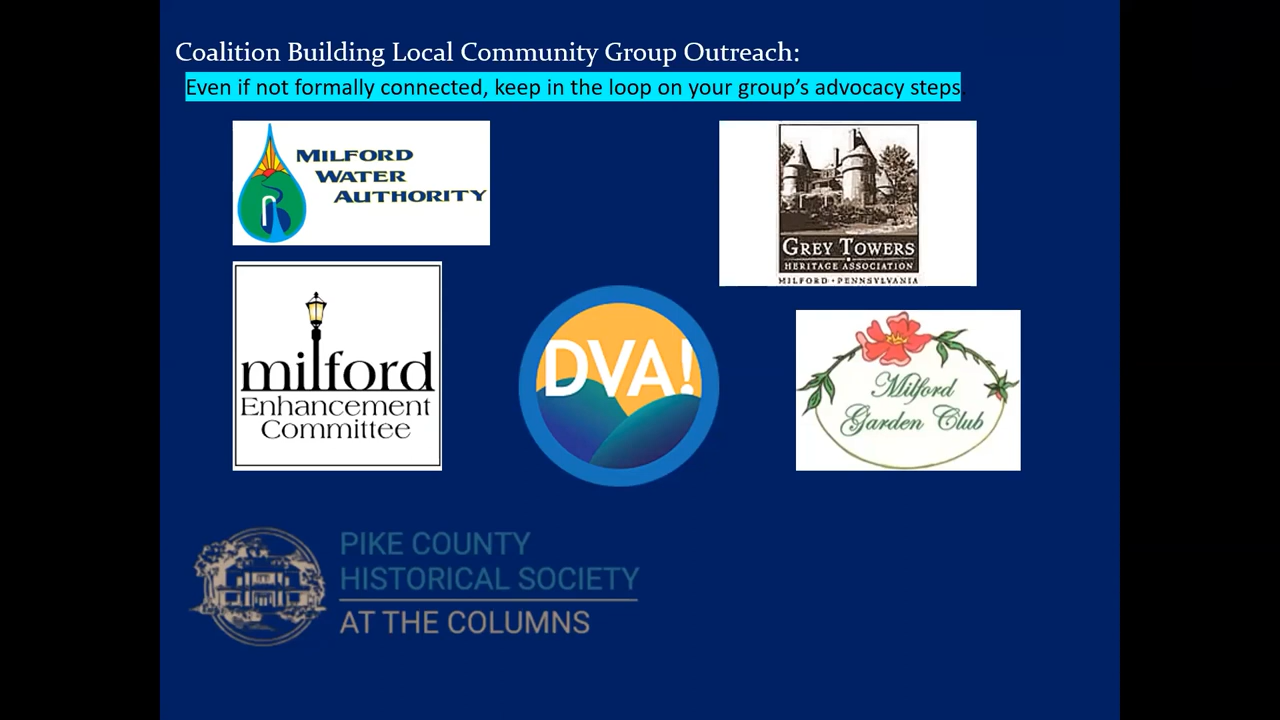 Coalition Building Local Community Group Outreach:
Even if not formally connected, keep in the loop on your group’s advocacy steps.
MILFORD
WATER
AUTHORITY
GREY TOWERS
HERITAGE ASSOCIATION
MILFORD • PENNSYLVANIA
milford
Enhancement
Committee
DVA!
Milford
Garden Club
PIKE COUNTY
HISTORICAL SOCIETY
AT THE COLUMNS